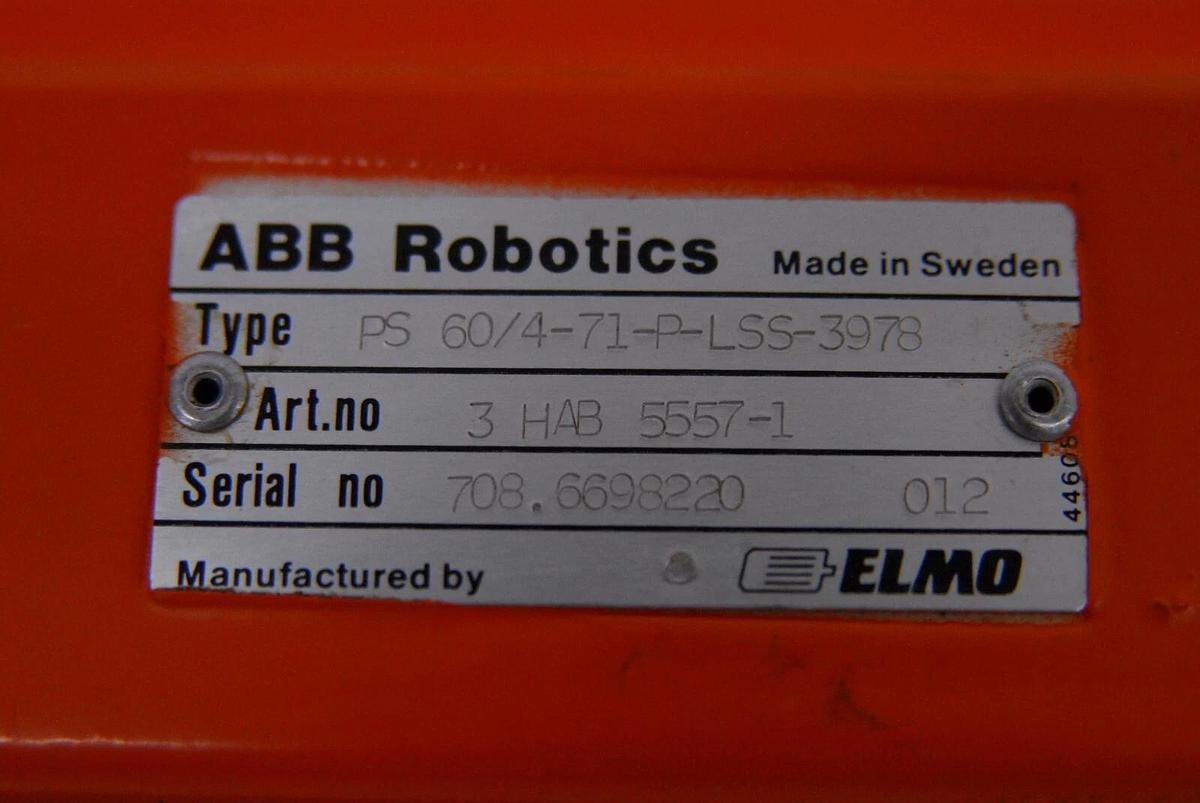 ABB Robotics Made in Sweden
Type PS 60/4-71-P-LSS-3978
Art.no 3 HAB 5557-1
Serial no 708.6698220 012
44608
Manufactured by ELMO